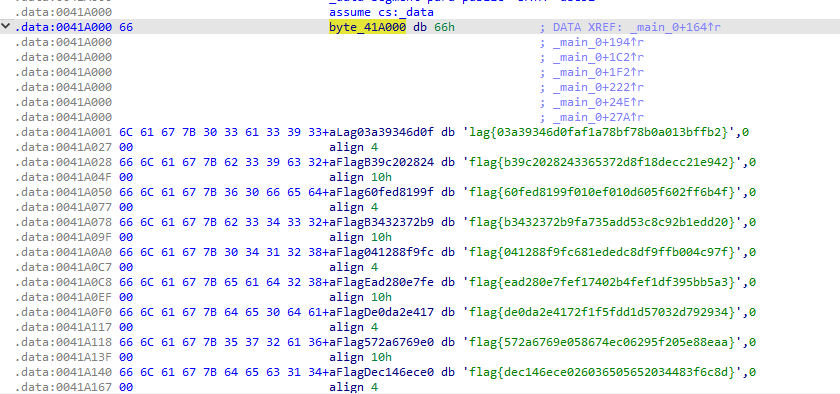 .data:0041A000 assume cs:_data
.data:0041A000 66 byte_41A000 db 66h ; DATA XREF: _main_0+164↑r
.data:0041A000 ; _main_0+194↑r
.data:0041A000 ; _main_0+1C2↑r
.data:0041A000 ; _main_0+1F2↑r
.data:0041A000 ; _main_0+222↑r
.data:0041A000 ; _main_0+24E↑r
.data:0041A000 ; _main_0+27A↑r
.data:0041A001 6C 61 67 7B 30 33 61 33 39 33+aLag03a39346d0f db 'lag{03a39346d0faf1a78bf78b0a013bffb2}',0
.data:0041A027 00 align 4
.data:0041A028 66 6C 61 67 7B 62 33 39 63 32+aFlagB39c202824 db 'flag{b39c2028243365372d8f18decc21e942}',0
.data:0041A04F 00 align 10h
.data:0041A050 66 6C 61 67 7B 36 30 66 65 64+aFlag60fed8199f db 'flag{60fed8199f010ef010d605f602ff6b4f}',0
.data:0041A077 00 align 4
.data:0041A078 66 6C 61 67 7B 62 33 34 33 32+aFlagB3432372b9 db 'flag{b3432372b9fa735add53c8c92b1edd20}',0
.data:0041A09F 00 align 10h
.data:0041A0A0 66 6C 61 67 7B 30 34 31 32 38+aFlag041288f9fc db 'flag{041288f9fc681ededc8df9ffb004c97f}',0
.data:0041A0C7 00 align 4
.data:0041A0C8 66 6C 61 67 7B 65 61 64 32 38+aFlagEad280e7fe db 'flag{ead280e7fef17402b4fef1df395bb5a3}',0
.data:0041A0EF 00 align 10h
.data:0041A0F0 66 6C 61 67 7B 64 65 30 64 61+aFlagDe0da2e417 db 'flag{de0da2e4172f1f5fdd1d57032d792934}',0
.data:0041A117 00 align 4
.data:0041A118 66 6C 61 67 7B 35 37 32 61 36+aFlag572a6769e0 db 'flag{572a6769e058674ec06295f205e88eaa}',0
.data:0041A13F 00 align 10h
.data:0041A140 66 6C 61 67 7B 64 65 63 31 34+aFlagDec146ece0 db 'flag{dec146ece026036505652034483f6c8d}',0
.data:0041A167 00 align 4